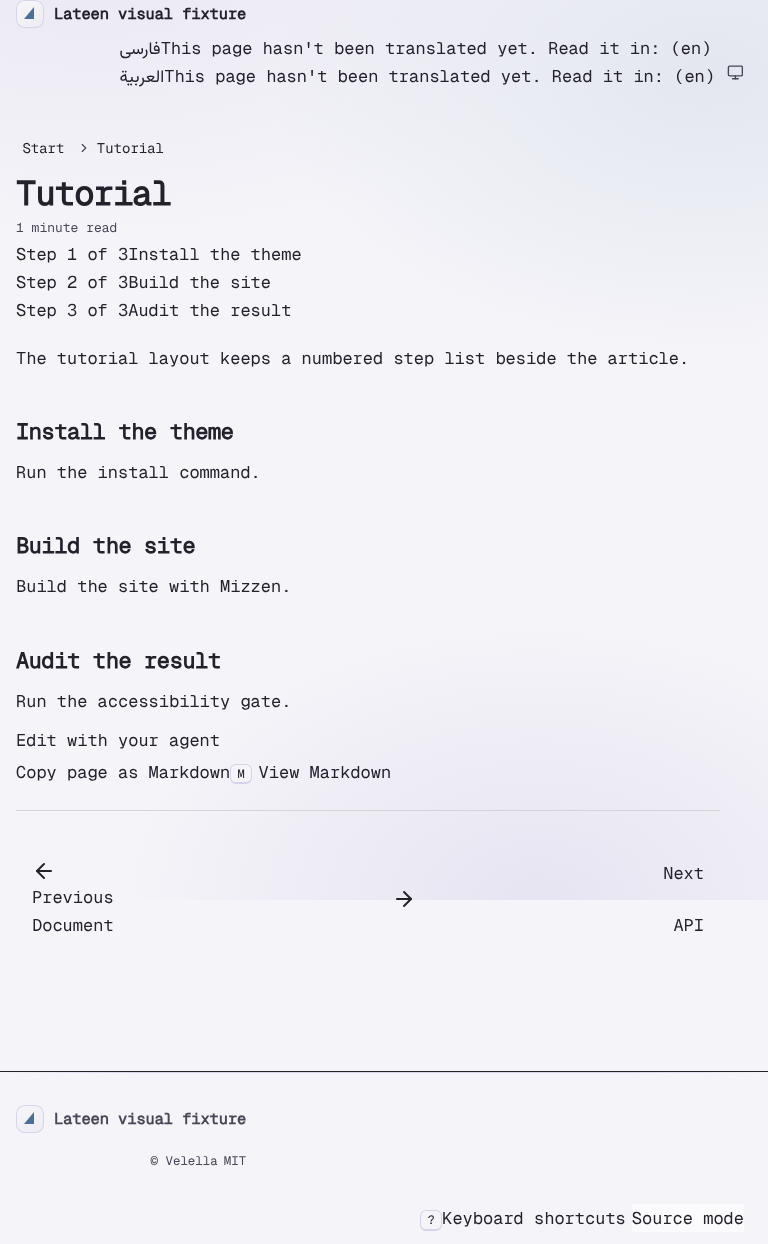 Lateen visual fixture
فارسیThis page hasn't been translated yet. Read it in: (en)
العربيةThis page hasn't been translated yet. Read it in: (en)
Start > Tutorial
Tutorial
1 minute read
Step 1 of 3Install the theme
Step 2 of 3Build the site
Step 3 of 3Audit the result
The tutorial layout keeps a numbered step list beside the article.
Install the theme
Run the install command.
Build the site
Build the site with Mizzen.
Audit the result
Run the accessibility gate.
Edit with your agent
Copy page as Markdown M View Markdown
Previous
Document
Next
API
Lateen visual fixture
© Velella MIT
? Keyboard shortcuts Source mode